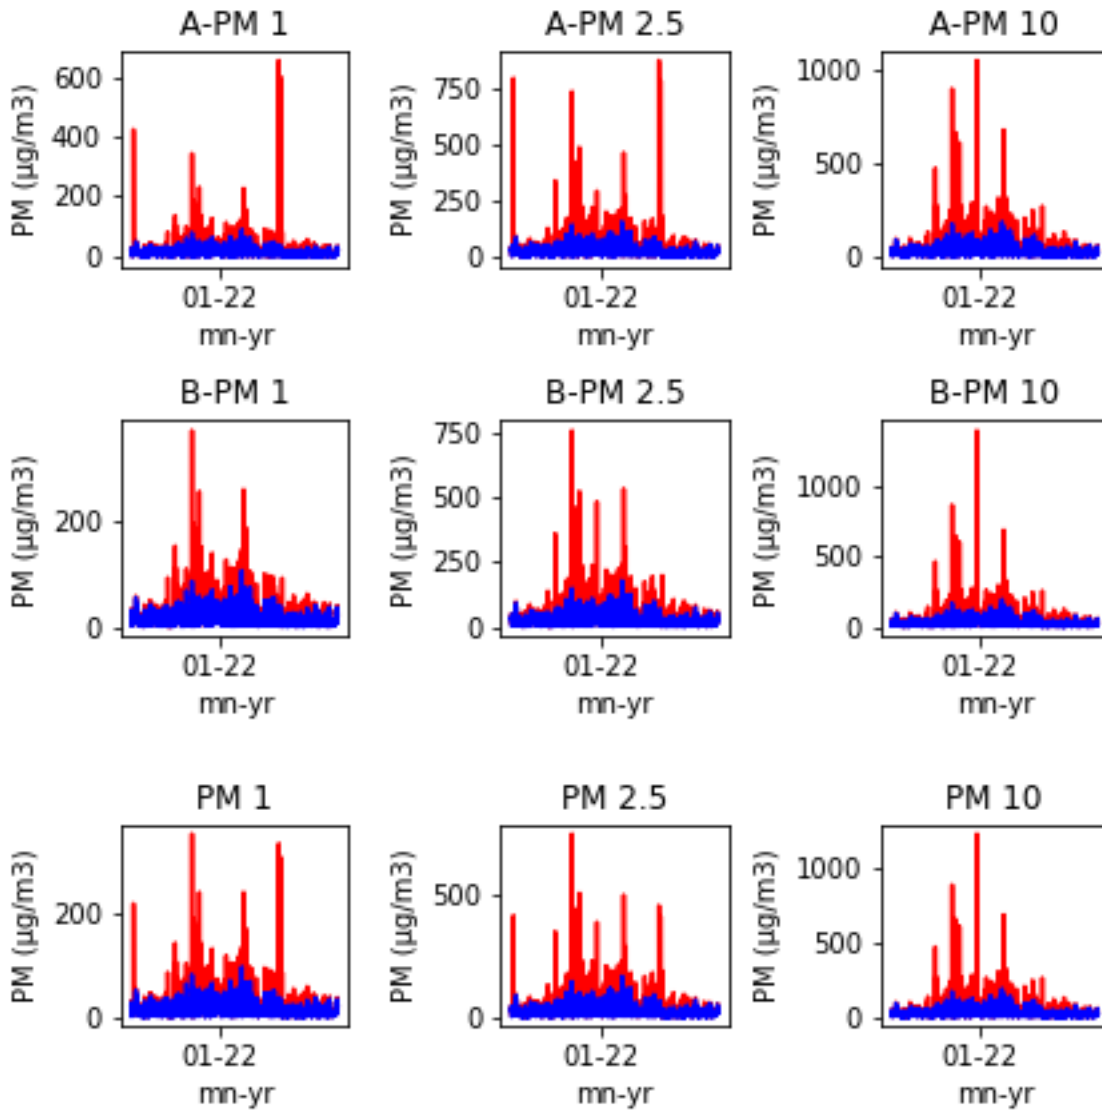 A-PM 1
A-PM 2.5
A-PM 10
PM (µg/m3)
600
400
200
0
01-22
mn-yr
PM (µg/m3)
750
500
250
0
01-22
mn-yr
PM (µg/m3)
1000
500
0
01-22
mn-yr
B-PM 1
B-PM 2.5
B-PM 10
PM (µg/m3)
200
0
01-22
mn-yr
PM (µg/m3)
750
500
250
0
01-22
mn-yr
PM (µg/m3)
1000
500
0
01-22
mn-yr
PM 1
PM 2.5
PM 10
PM (µg/m3)
200
0
01-22
mn-yr
PM (µg/m3)
500
0
01-22
mn-yr
PM (µg/m3)
1000
500
0
01-22
mn-yr